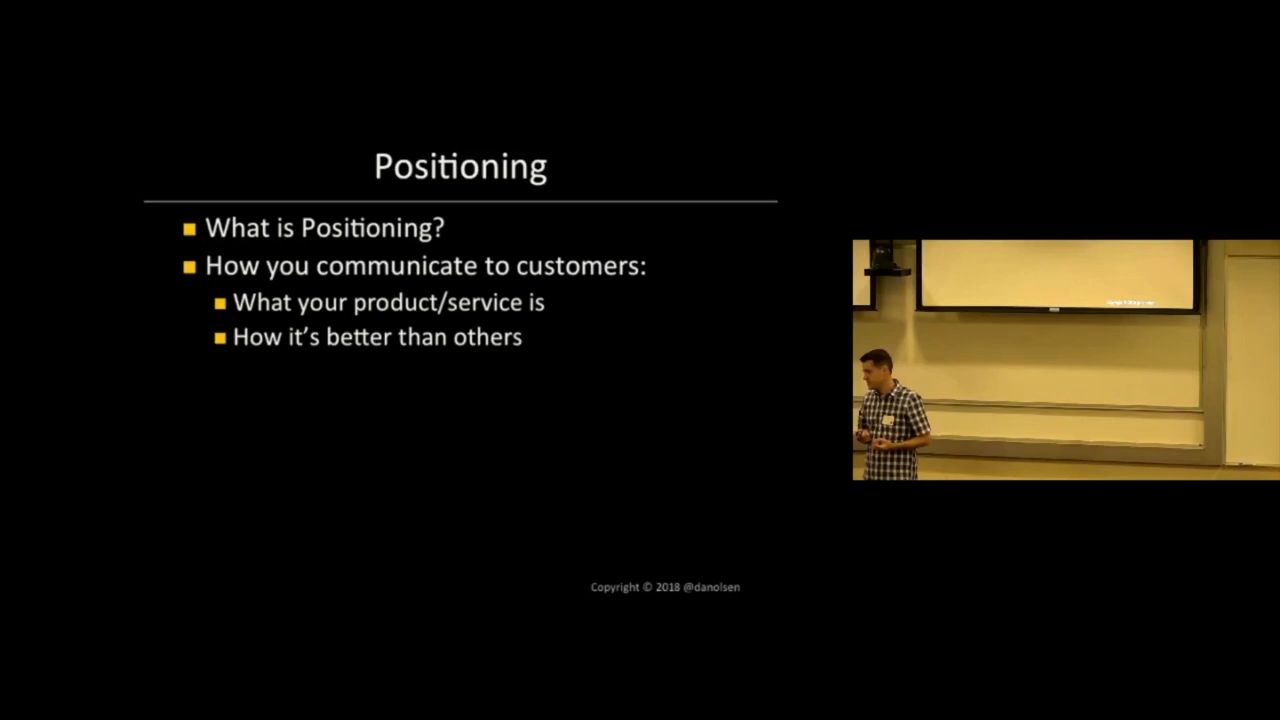 Positioning
What is Positioning?
How you communicate to customers:
What your product/service is
How it's better than others
Copyright © 2018 @danolsen